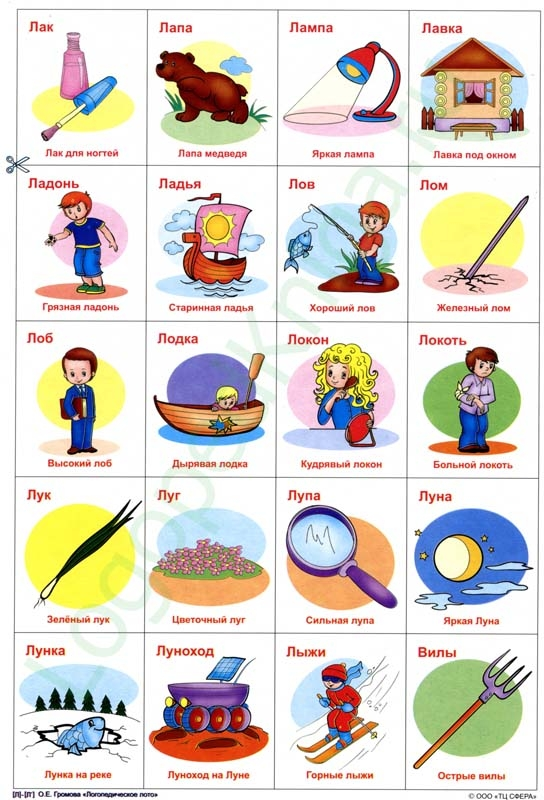 Лак
Лапа
Лампа
Лавка
Лак для ногтей
Лапа медведя
Яркая лампа
Лавка под окном
Ладонь
Ладья
Лов
Лом
Грязная ладонь
Старинная ладья
Хороший лов
Железный лом
Лоб
Лодка
Локон
Локоть
Высокий лоб
Дырявая лодка
Кудрявый локон
Больной локоть
Лук
Луг
Лупа
Луна
Зелёный лук
Цветочный луг
Сильная лупа
Яркая Луна
Лунка
Луноход
Лыжи
Вилы
Лунка на реке
Луноход на Луне
Горные лыжи
Острые вилы
[Л]-[Л'] О.Е. Громова «Логопедическое лото»
© ООО «ТЦ СФЕРА»